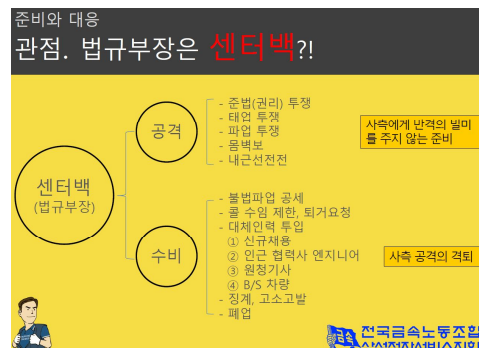 준비와 대응
관점. 법규부장은 센터백?!
센터백
(법규부장)
공격
- 준법(권리) 투쟁
- 태업 투쟁
- 파업 투쟁
- 몸벽보
- 내근선전전
사측에게 반격의 빌미
를 주지 않는 준비
수비
- 불법파업 공세
- 콜 수임 제한, 퇴거요청
- 대체인력 투입
① 신규채용
② 인근 협력사 엔지니어
③ 원청기사
④ B/S 차량
- 징계, 고소고발
- 폐업
사측 공격의 격퇴
금속
전국금속노동조합